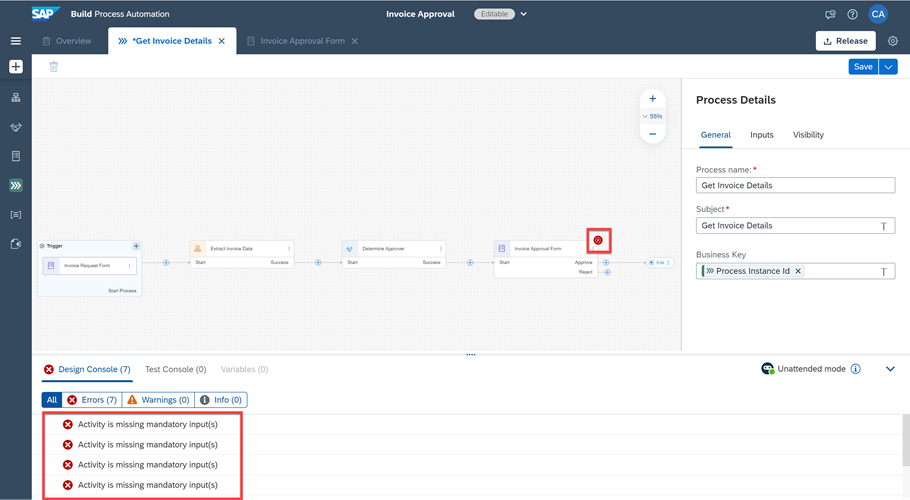 SAP Build Process Automation
Invoice Approval
Editable
CA
Overview
*Get Invoice Details
Invoice Approval Form
Release
Save
55%
Trigger
Invoice Request Form
Start Process
Extract Invoice Data
Start
Success
Determine Approver
Start
Success
Invoice Approval Form
Start
Approve
Reject
End
Process Details
General
Inputs
Visibility
Process name:*
Get Invoice Details
Subject*
Get Invoice Details
T
Business Key
Process Instance Id
T
Design Console (7)
Test Console (0)
Variables (0)
Unattended mode
All
Errors (7)
Warnings (0)
Info (0)
Activity is missing mandatory input(s)
Activity is missing mandatory input(s)
Activity is missing mandatory input(s)
Activity is missing mandatory input(s)